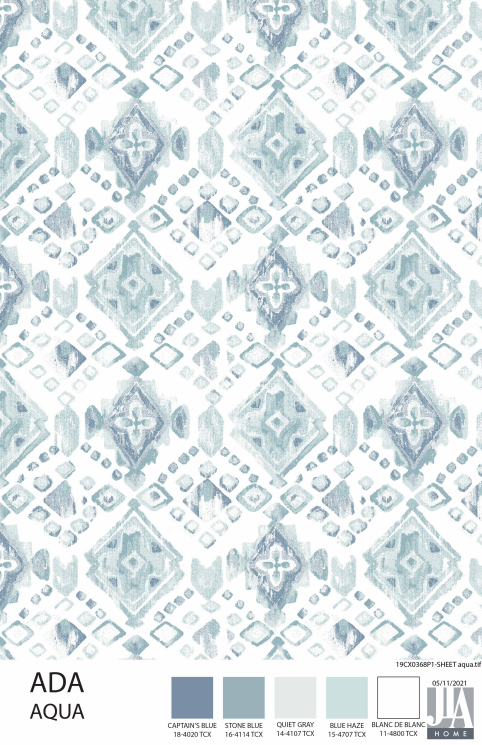 19CX0368P1-SHEET aqua.tif
ADA
AQUA
05/11/2021
CAPTAIN'S BLUE
18-4020 TCX
STONE BLUE
16-4114 TCX
QUIET GRAY
14-4107 TCX
BLUE HAZE
15-4707 TCX
BLANC DE BLANC
11-4800 TCX
JLA
HOME